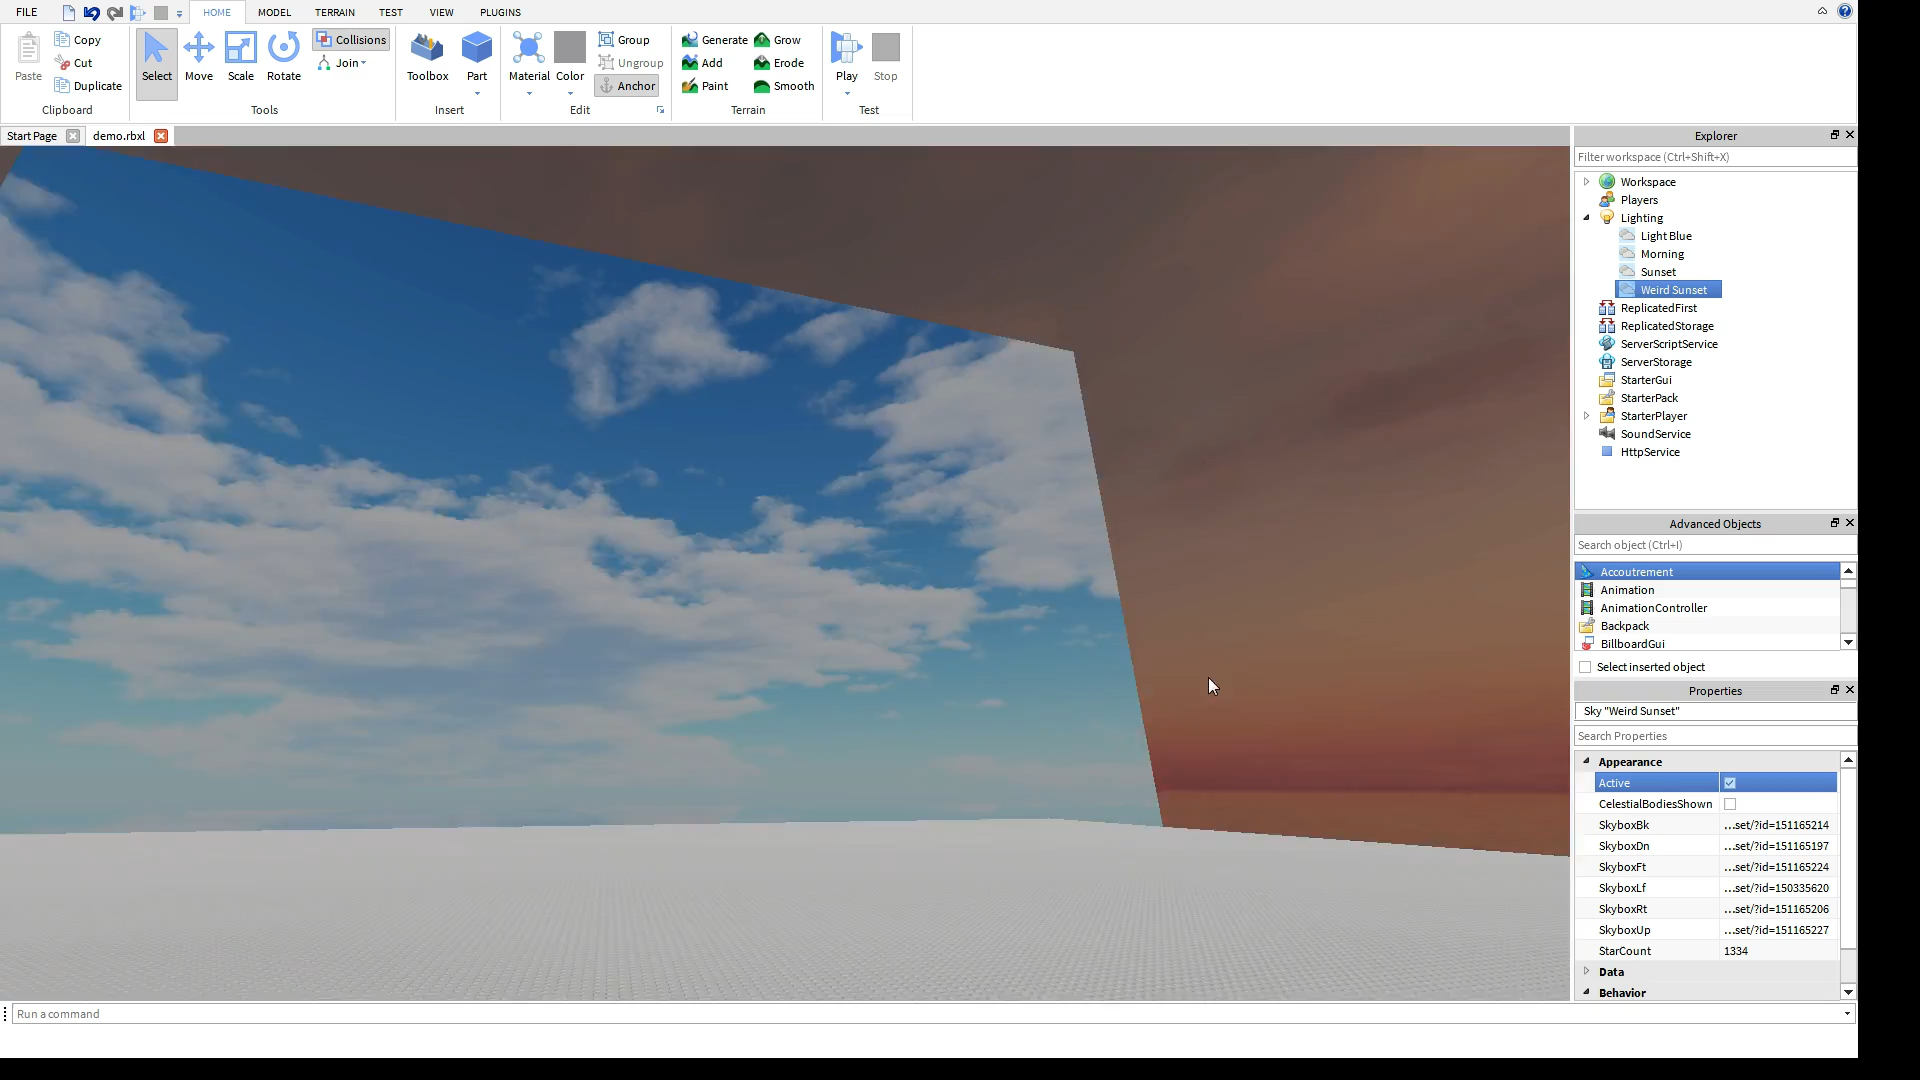 FILE
HOME
MODEL
TERRAIN
TEST
VIEW
PLUGINS
Paste
Copy
Cut
Duplicate
Clipboard
Select
Move
Scale
Rotate
Collisions
Join
Tools
Toolbox
Part
Insert
Material
Color
Group
Ungroup
Anchor
Edit
Generate
Add
Paint
Grow
Erode
Smooth
Terrain
Play
Stop
Test
Start Page
demo.rbxl
Explorer
Filter workspace (Ctrl+Shift+X)
Workspace
Players
Lighting
Light Blue
Morning
Sunset
Weird Sunset
ReplicatedFirst
ReplicatedStorage
ServerScriptService
ServerStorage
StarterGui
StarterPack
StarterPlayer
SoundService
HttpService
Advanced Objects
Search object (Ctrl+I)
Accoutrement
Animation
AnimationController
Backpack
BillboardGui
Select inserted object
Properties
Sky "Weird Sunset"
Search Properties
Appearance
Active
CelestialBodiesShown
SkyboxBk ...set/?id=151165214
SkyboxDn ...set/?id=151165197
SkyboxFt ...set/?id=151165224
SkyboxLf ...set/?id=150335620
SkyboxRt ...set/?id=151165206
SkyboxUp ...set/?id=151165227
StarCount 1334
Data
Behavior
Run a command